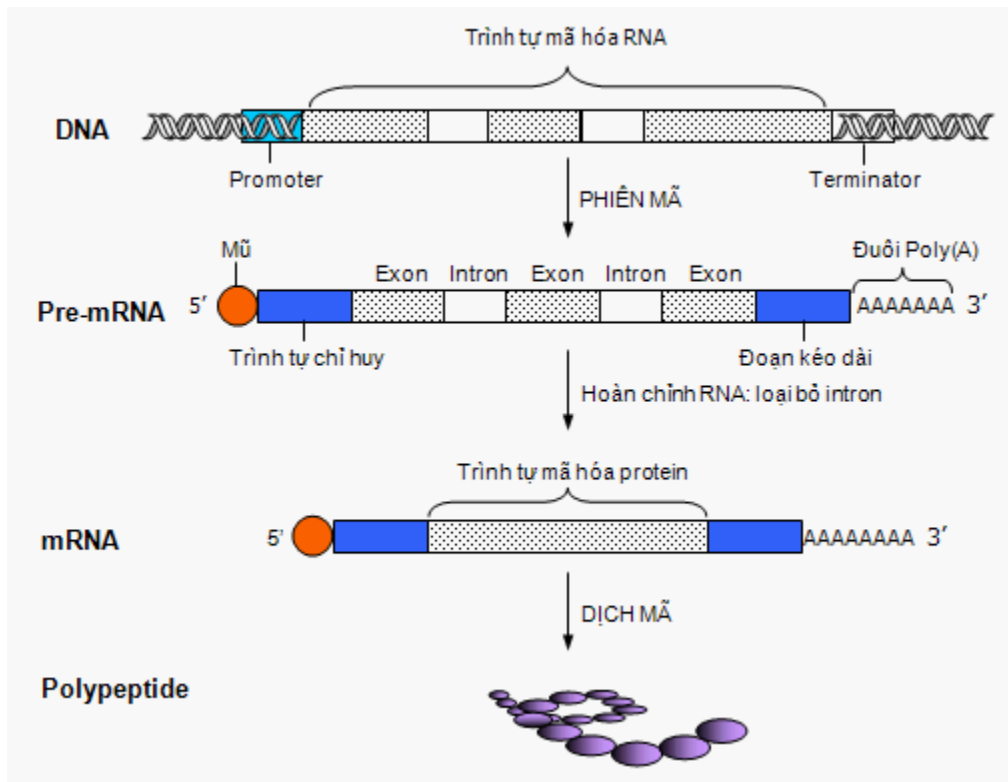 Trình tự mã hóa RNA
DNA
Promoter
Terminator
PHIÊN MÃ
Mũ
Đuôi Poly(A)
Exon Intron Exon Intron Exon
Pre-mRNA 5′ AAAAAAA 3′
Trình tự chỉ huy
Đoạn kéo dài
Hoàn chỉnh RNA: loại bỏ intron
Trình tự mã hóa protein
mRNA 5′ AAAAAAAA 3′
DỊCH MÃ
Polypeptide